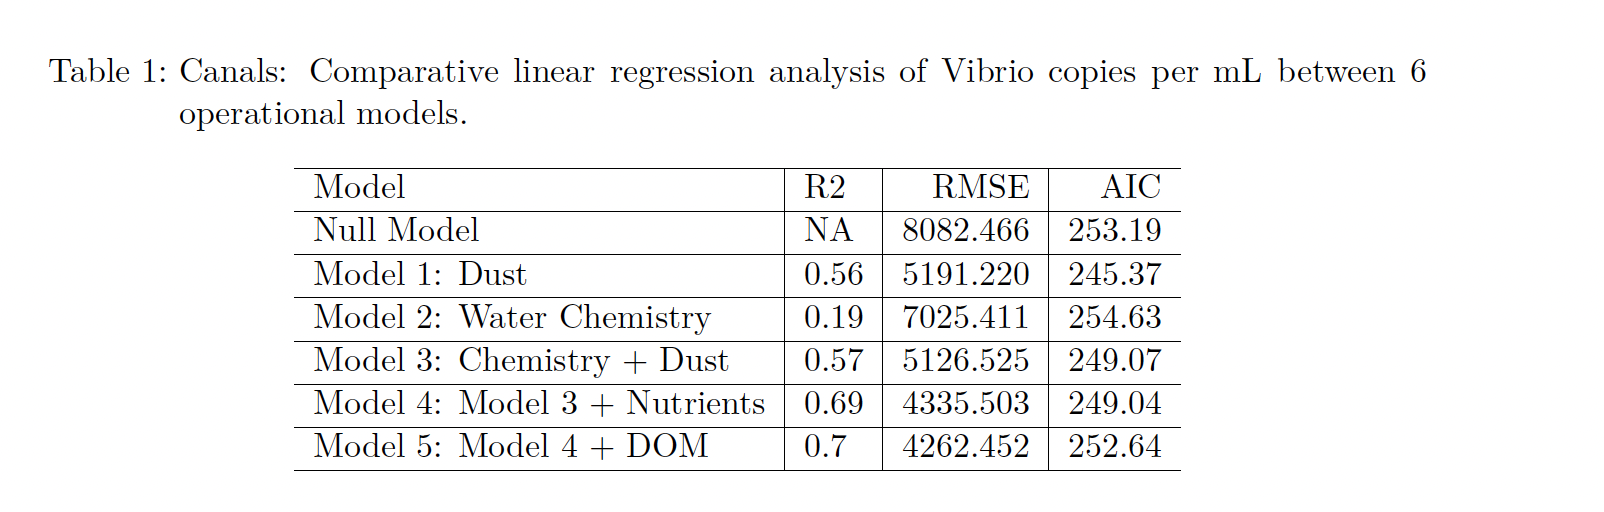 Table 1: Canals: Comparative linear regression analysis of Vibrio copies per mL between 6
operational models.
Model R2 RMSE AIC
Null Model NA 8082.466 253.19
Model 1: Dust 0.56 5191.220 245.37
Model 2: Water Chemistry 0.19 7025.411 254.63
Model 3: Chemistry + Dust 0.57 5126.525 249.07
Model 4: Model 3 + Nutrients 0.69 4335.503 249.04
Model 5: Model 4 + DOM 0.7 4262.452 252.64